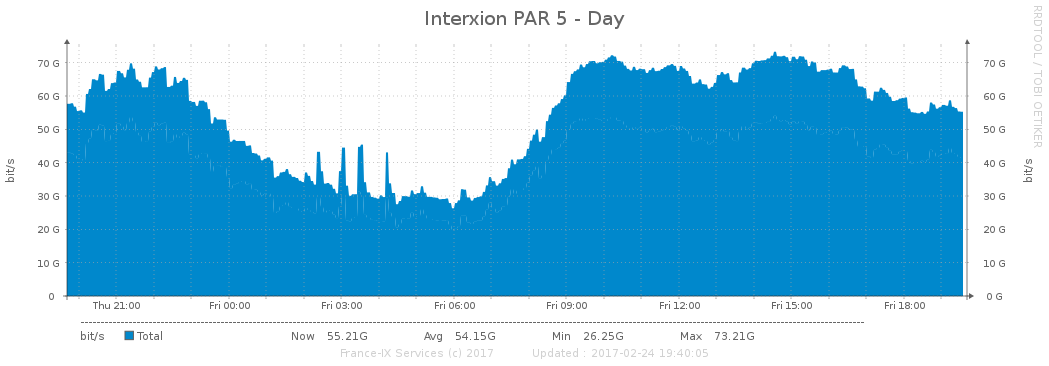 Interxion PAR 5 - Day
RRDTOOL / TOBI OETIKER
70 G 70 G
60 G 60 G
50 G 50 G
40 G 40 G
30 G 30 G
20 G 20 G
10 G 10 G
0 0 G
bit/s
bit/s
Thu 21:00 Fri 00:00 Fri 03:00 Fri 06:00 Fri 09:00 Fri 12:00 Fri 15:00 Fri 18:00
bit/s Total Now 55.21G Avg 54.15G Min 26.25G Max 73.21G
France-IX Services (c) 2017 Updated : 2017-02-24 19:40:05